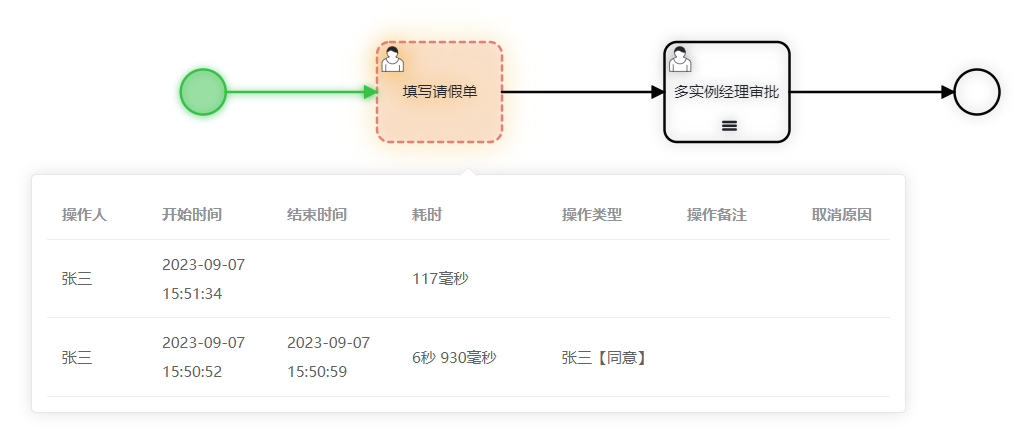 填写请假单
多实例经理审批
操作人 开始时间 结束时间 耗时 操作类型 操作备注 取消原因
张三 2023-09-07 15:51:34 117毫秒
张三 2023-09-07 15:50:52 2023-09-07 15:50:59 6秒 930毫秒 张三【同意】